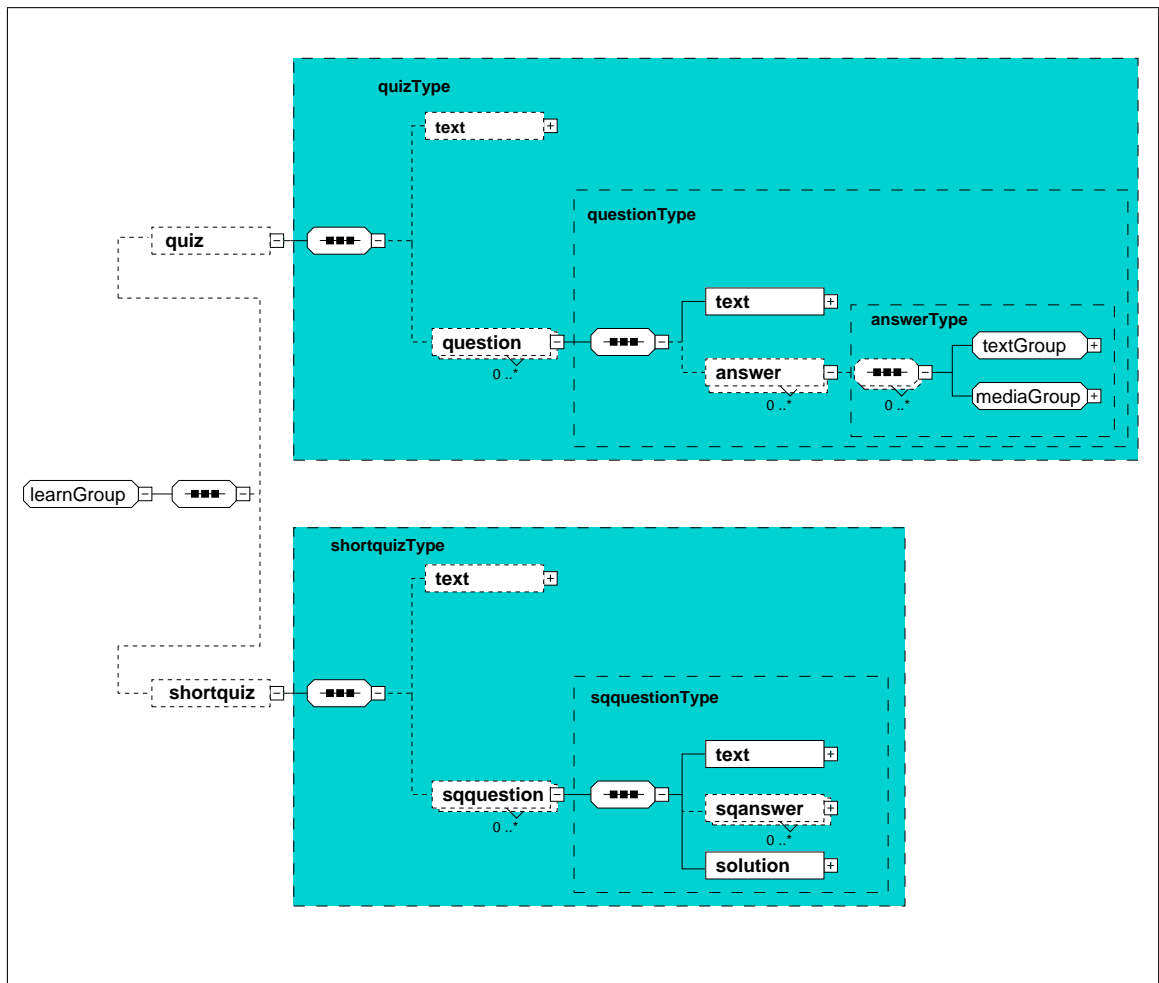 quizType
text
questionType
quiz
text
answerType
question
textGroup
answer
0 ..*
mediaGroup
0 ..*
0 ..*
learnGroup
shortquizType
text
sqquestionType
shortquiz
text
sqquestion
sqanswer
0 ..*
0 ..*
solution